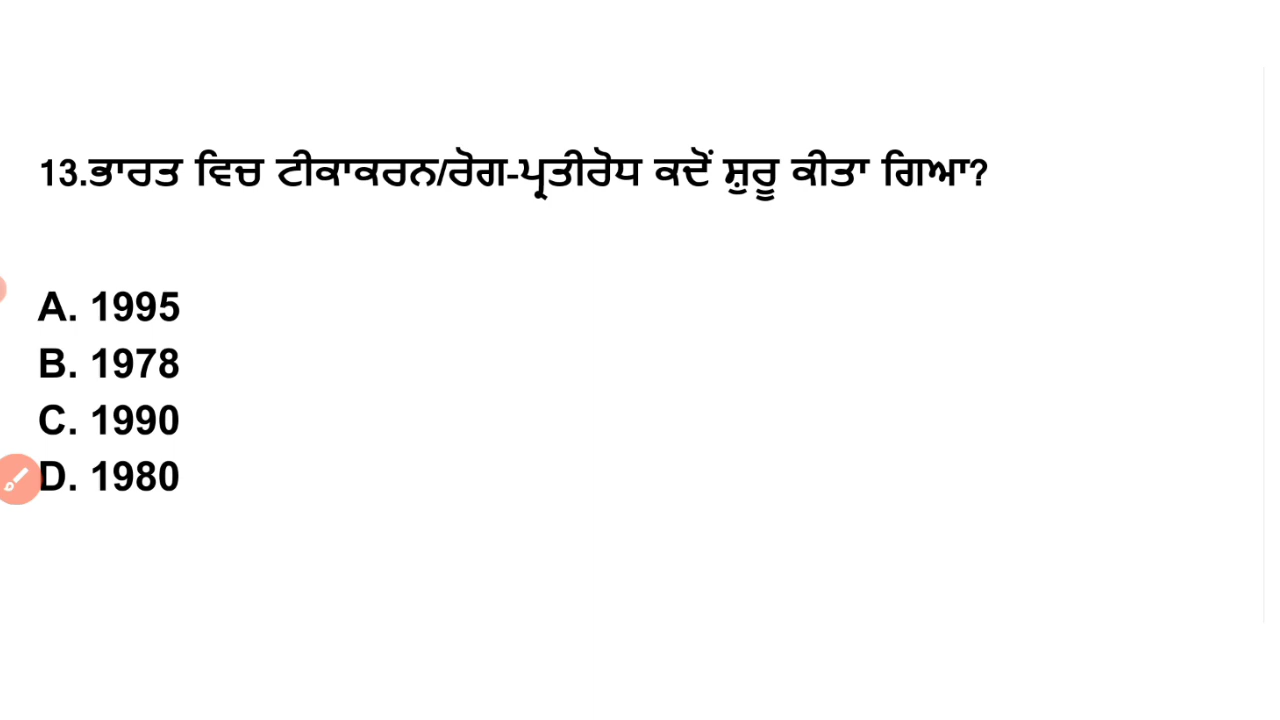 13.ਭਾਰਤ ਵਿਚ ਟੀਕਾਕਰਨ/ਰੋਗ-ਪ੍ਰਤੀਰੋਧ ਕਦੋਂ ਸ਼ੁਰੂ ਕੀਤਾ ਗਿਆ?
A. 1995
B. 1978
C. 1990
D. 1980